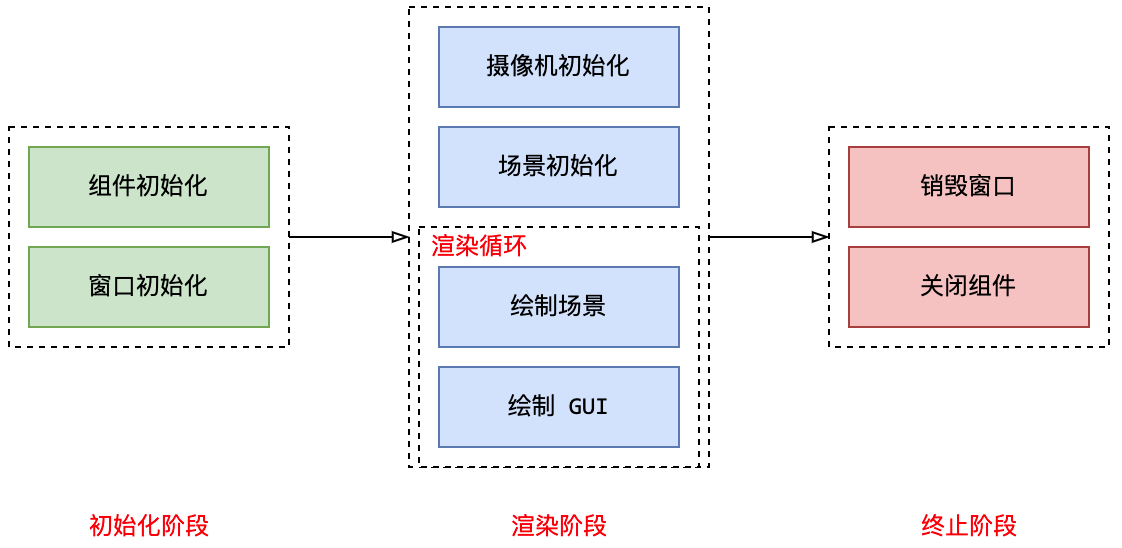 组件初始化
窗口初始化
初始化阶段
摄像机初始化
场景初始化
渲染循环
绘制场景
绘制 GUI
渲染阶段
销毁窗口
关闭组件
终止阶段